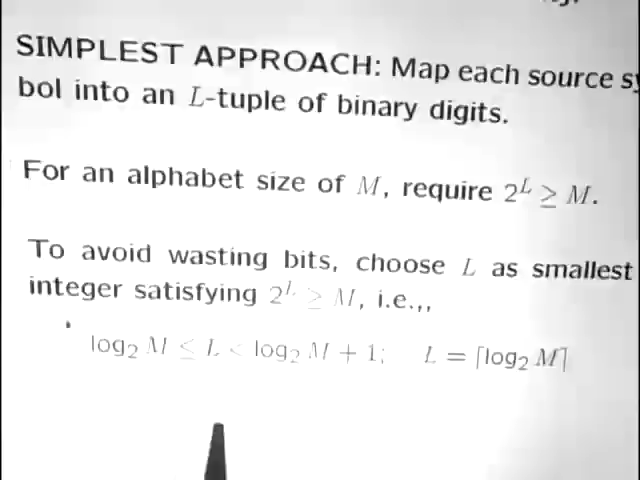 SIMPLEST APPROACH: Map each source sy
bol into an L-tuple of binary digits.
For an alphabet size of M, require 2^L ≥ M.
To avoid wasting bits, choose L as smallest
integer satisfying 2^L ≥ M, i.e.,,
log₂ M ≤ L < log₂ M + 1; L = ⌈log₂ M⌉